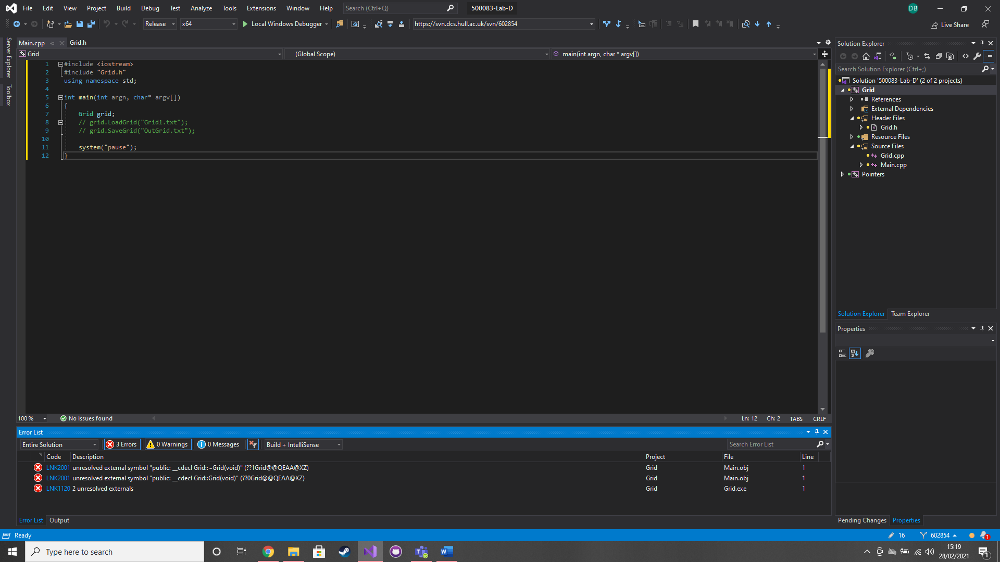 File Edit View Project Build Debug Test Analyze Tools Extensions Window Help Search (Ctrl+Q) 500083-Lab-D DB
Release x64 Local Windows Debugger https://svn.dcs.hull.ac.uk/svn/602854 Live Share
Server Explorer
Toolbox
Main.cpp Grid.h
Grid (Global Scope) main(int argn, char * argv[])
1 #include <iostream>
2 #include "Grid.h"
3 using namespace std;
4
5 int main(int argn, char* argv[])
6 {
7 Grid grid;
8 // grid.LoadGrid("Grid1.txt");
9 // grid.SaveGrid("OutGrid.txt");
10
11 system("pause");
12 }
100 % No issues found Ln: 12 Ch: 2 TABS CRLF
Solution Explorer
Search Solution Explorer (Ctrl+;)
Solution '500083-Lab-D' (2 of 2 projects)
Grid
References
External Dependencies
Header Files
Grid.h
Resource Files
Source Files
Grid.cpp
Main.cpp
Pointers
Solution Explorer Team Explorer
Properties
Error List
Entire Solution 3 Errors 0 Warnings 0 Messages Build + IntelliSense Search Error List
Code Description Project File Line
LNK2001 unresolved external symbol "public: __cdecl Grid::~Grid(void)" (??1Grid@@QEAA@XZ) Grid Main.obj 1
LNK2001 unresolved external symbol "public: __cdecl Grid::Grid(void)" (??0Grid@@QEAA@XZ) Grid Main.obj 1
LNK1120 2 unresolved externals Grid Grid.exe 1
Error List Output
Pending Changes Properties
Ready 16 602854 1
Type here to search
15:19
28/02/2021
1